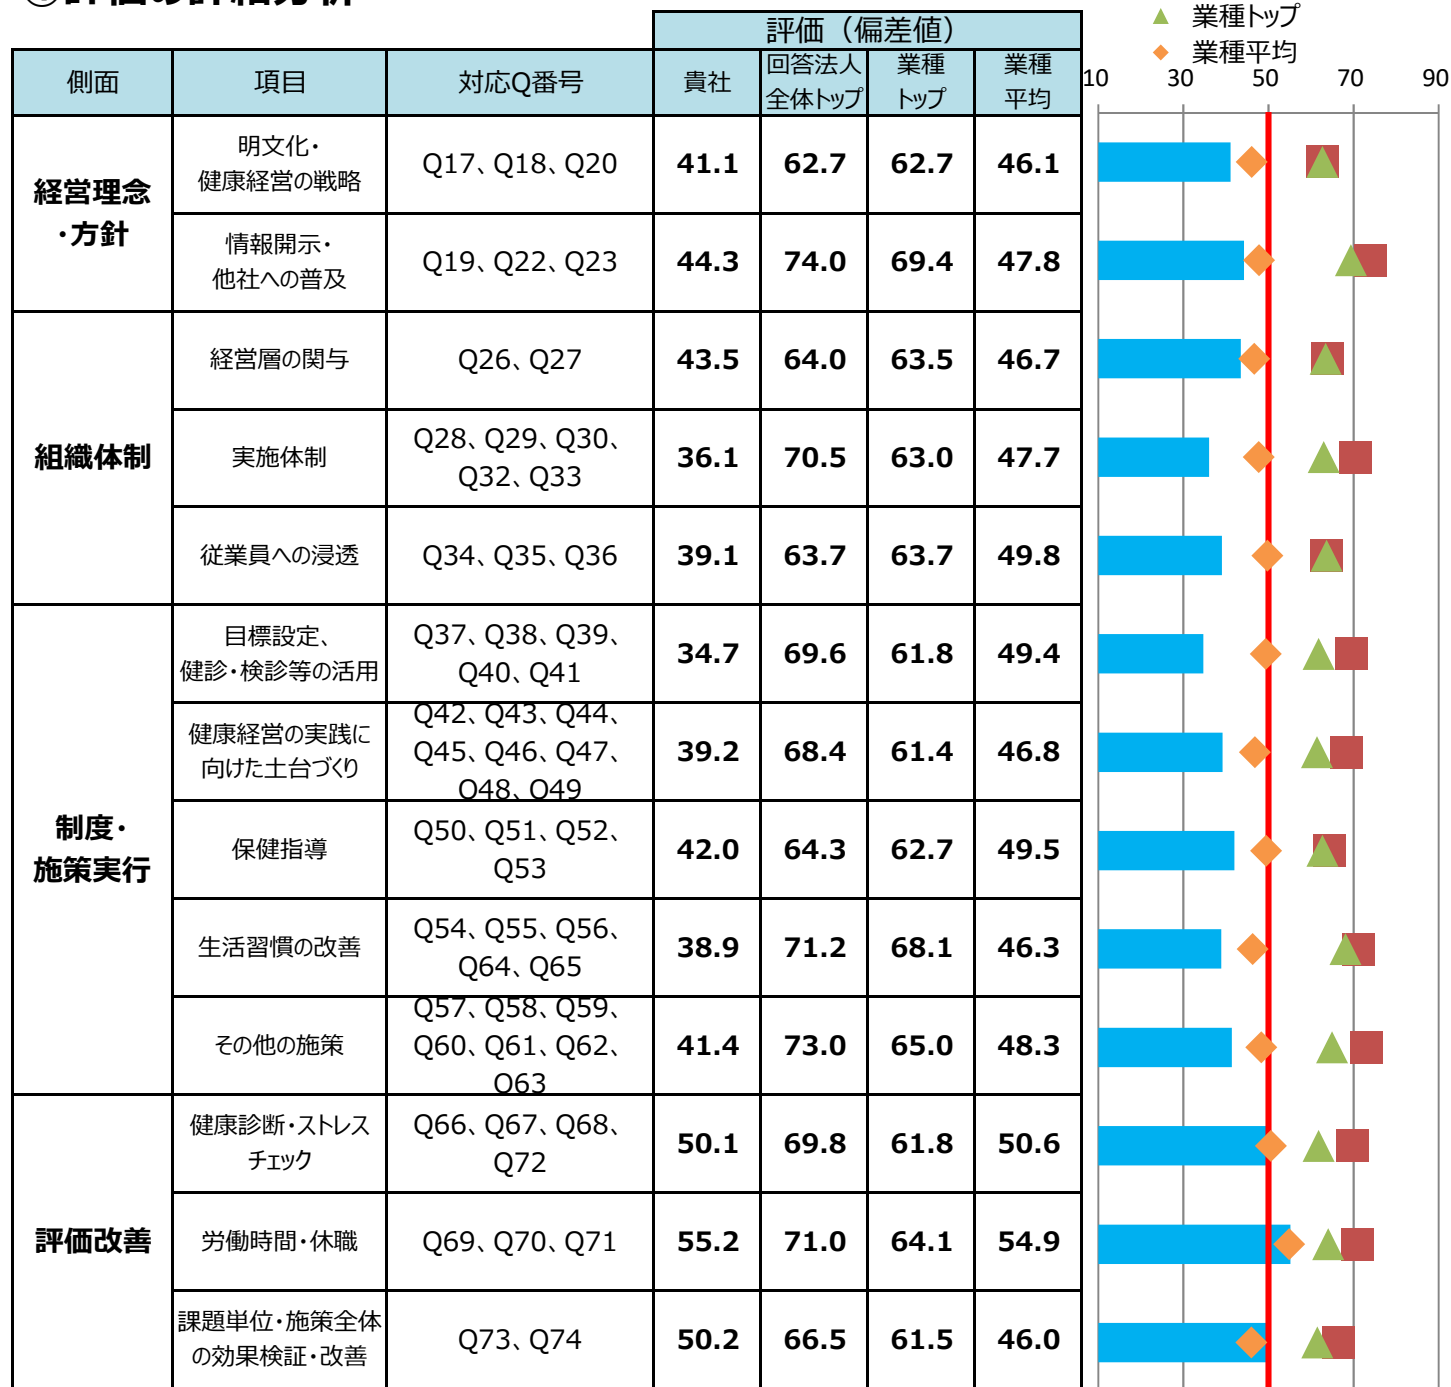 評価（偏差値）
▲ 業種トップ
◆ 業種平均
側面 項目 対応Q番号 貴社 回答法人 業種 業種
全体トップ トップ 平均
10 30 50 70 90
経営理念
・方針
明文化・
健康経営の戦略
Q17、Q18、Q20 41.1 62.7 62.7 46.1
情報開示・
他社への普及
Q19、Q22、Q23 44.3 74.0 69.4 47.8
組織体制
経営層の関与 Q26、Q27 43.5 64.0 63.5 46.7
実施体制
Q28、Q29、Q30、
Q32、Q33
36.1 70.5 63.0 47.7
従業員への浸透 Q34、Q35、Q36 39.1 63.7 63.7 49.8
制度・
施策実行
目標設定、
健診・検診等の活用
Q37、Q38、Q39、
Q40、Q41
34.7 69.6 61.8 49.4
健康経営の実践に
向けた土台づくり
Q42、Q43、Q44、
Q45、Q46、Q47、
Q48、Q49
39.2 68.4 61.4 46.8
保健指導
Q50、Q51、Q52、
Q53
42.0 64.3 62.7 49.5
生活習慣の改善
Q54、Q55、Q56、
Q64、Q65
38.9 71.2 68.1 46.3
その他の施策
Q57、Q58、Q59、
Q60、Q61、Q62、
Q63
41.4 73.0 65.0 48.3
評価改善
健康診断・ストレス
チェック
Q66、Q67、Q68、
Q72
50.1 69.8 61.8 50.6
労働時間・休職 Q69、Q70、Q71 55.2 71.0 64.1 54.9
課題単位・施策全体
の効果検証・改善
Q73、Q74 50.2 66.5 61.5 46.0